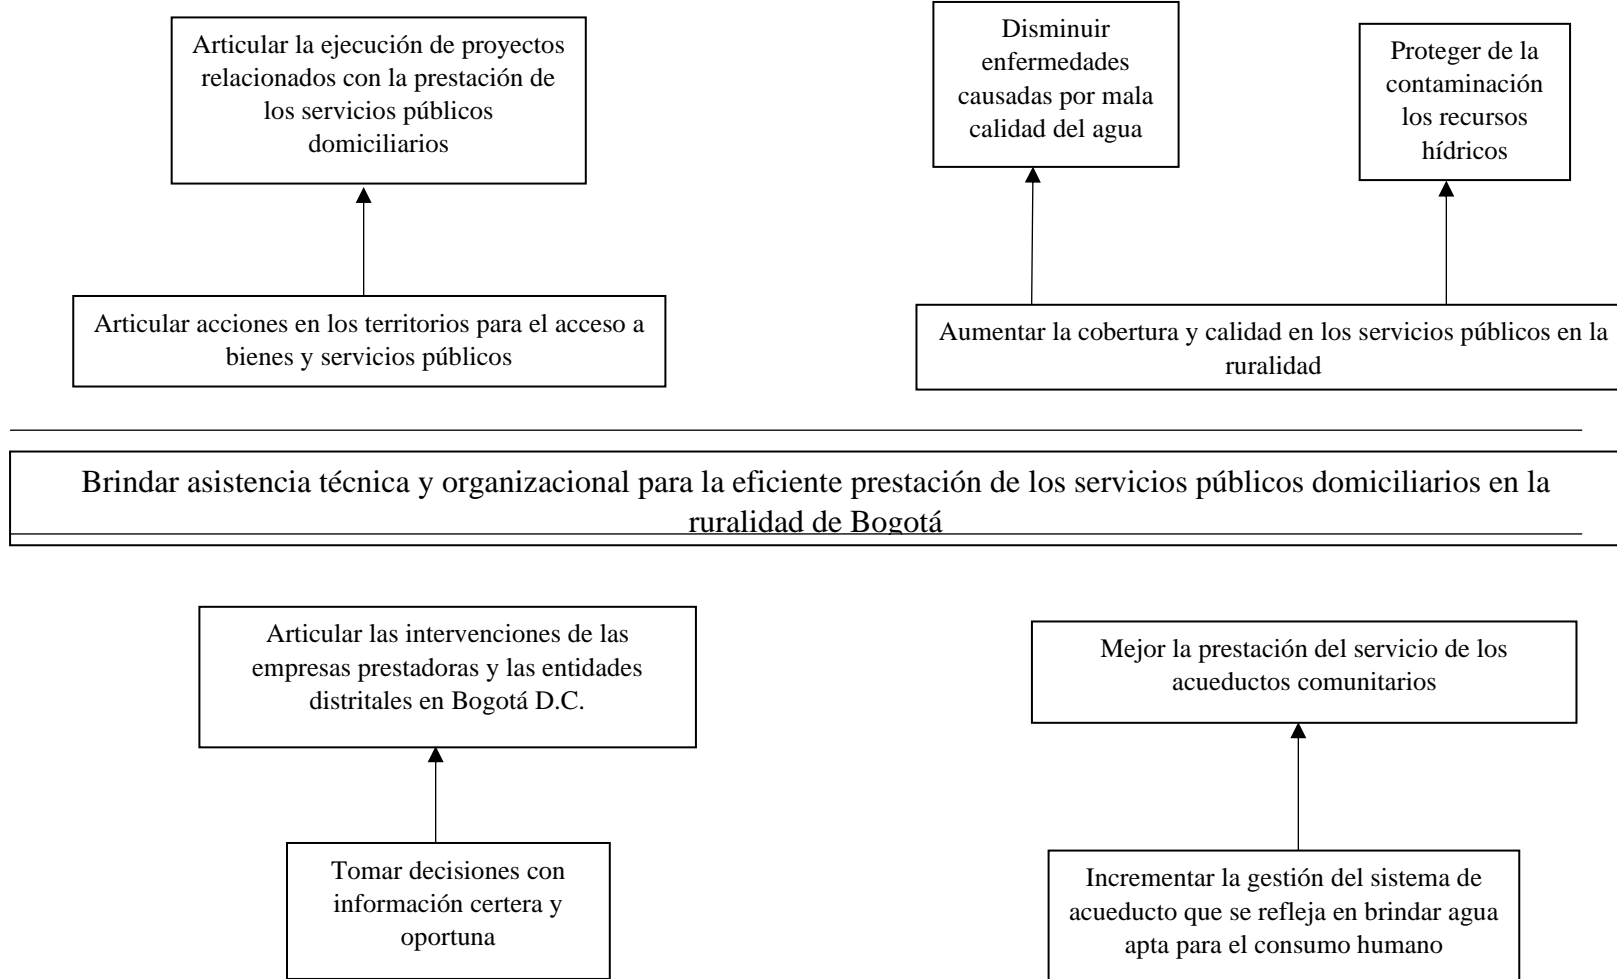 Articular la ejecución de proyectos
relacionados con la prestación de
los servicios públicos
domiciliarios
Disminuir
enfermedades
causadas por mala
calidad del agua
Proteger de la
contaminación
los recursos
hídricos
Articular acciones en los territorios para el acceso a
bienes y servicios públicos
Aumentar la cobertura y calidad en los servicios públicos en la
ruralidad
Brindar asistencia técnica y organizacional para la eficiente prestación de los servicios públicos domiciliarios en la
ruralidad de Bogotá
Articular las intervenciones de las
empresas prestadoras y las entidades
distritales en Bogotá D.C.
Mejor la prestación del servicio de los
acueductos comunitarios
Tomar decisiones con
información certera y
oportuna
Incrementar la gestión del sistema de
acueducto que se refleja en brindar agua
apta para el consumo humano